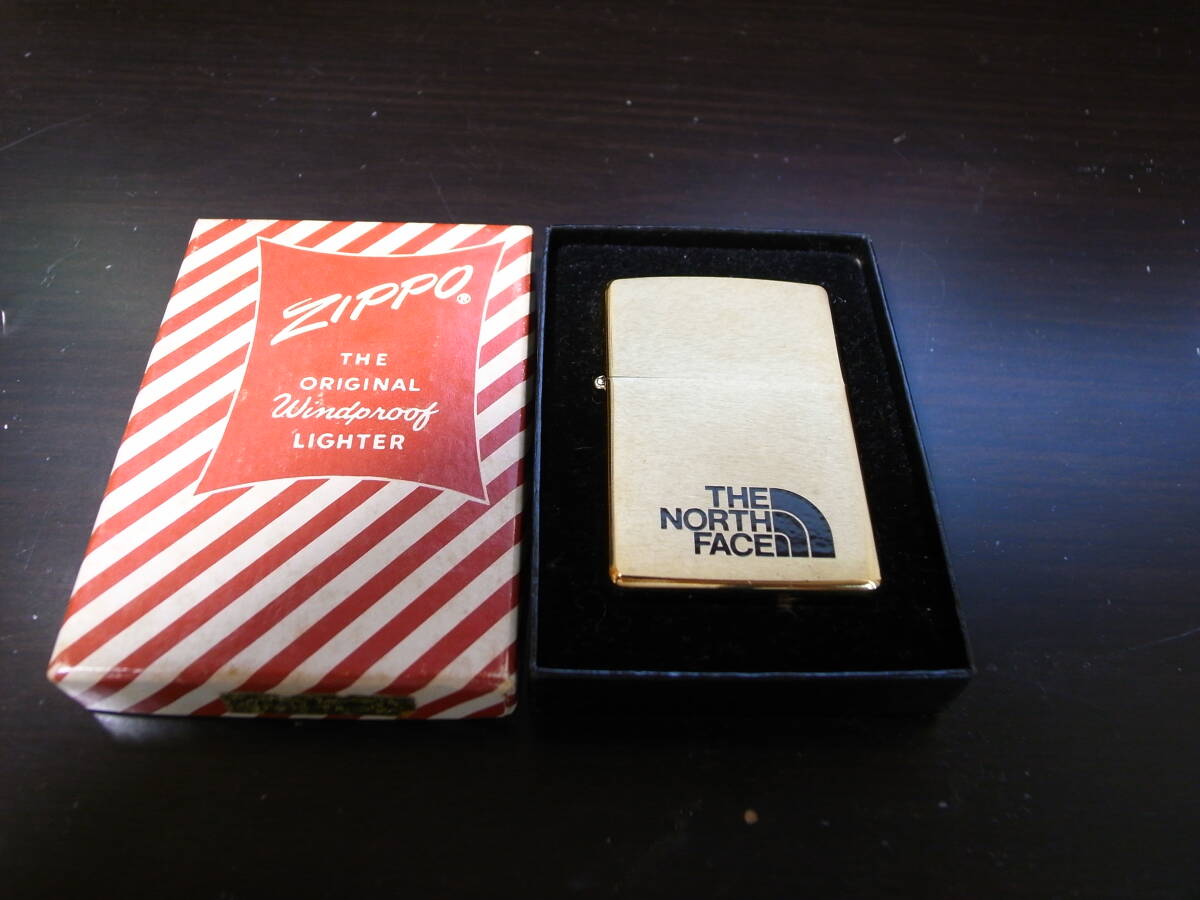 ZIPPO®
THE
ORIGINAL
Windproof
LIGHTER
THE
NORTH
FACE